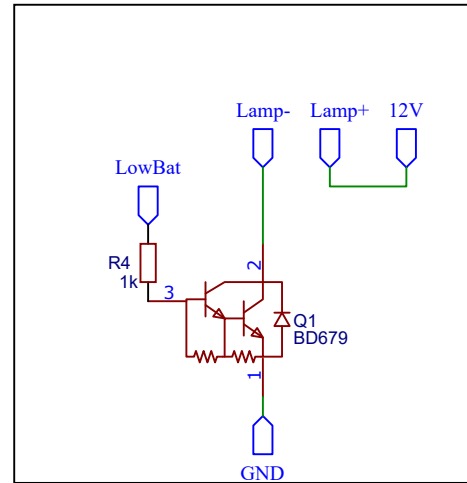 Lamp- Lamp+ 12V
LowBat
R4
1k
3
2
Q1
BD679
1
GND